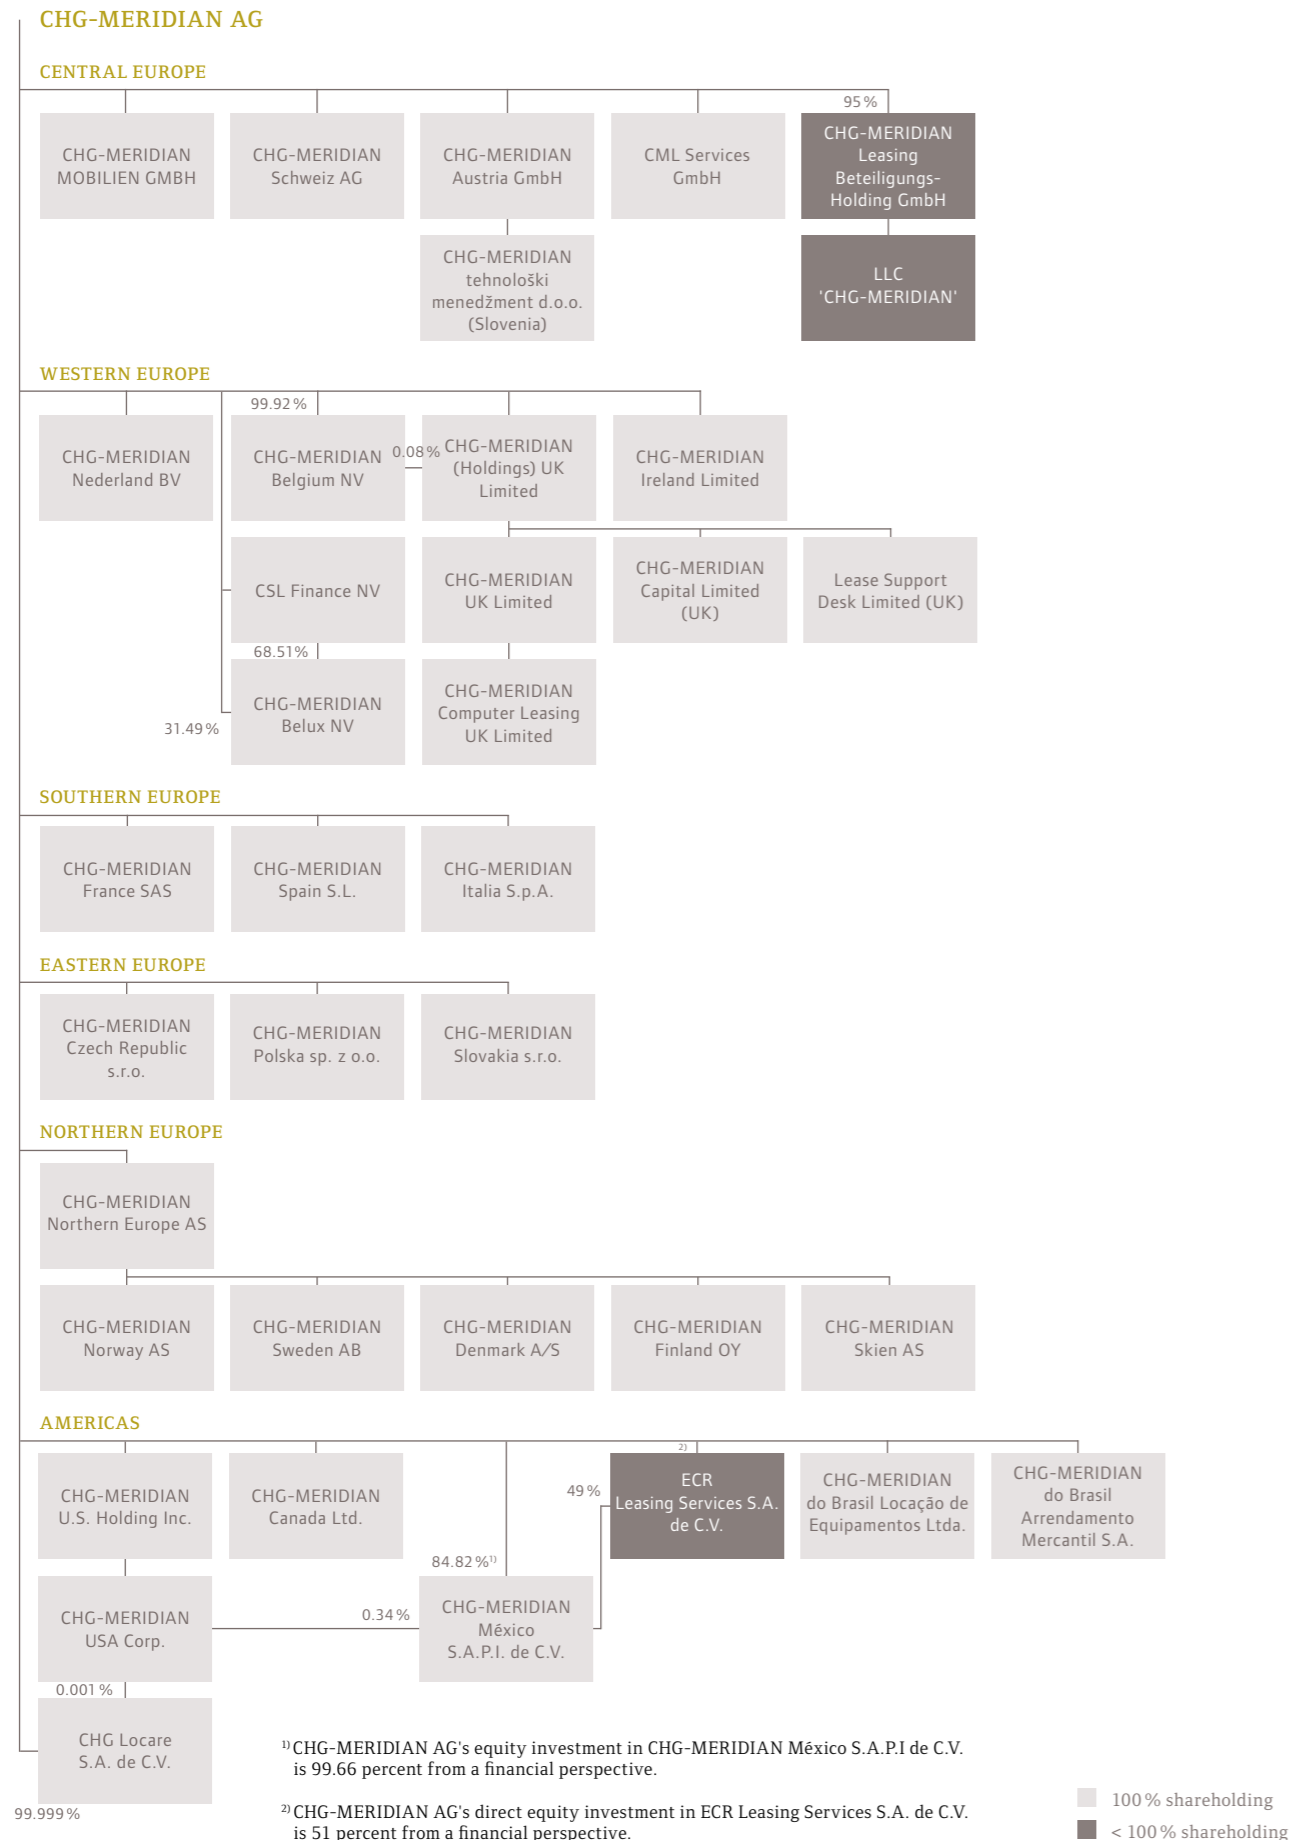 CHG-MERIDIAN AG
CENTRAL EUROPE
95 %
CHG-MERIDIAN
MOBILIEN GMBH
CHG-MERIDIAN
Schweiz AG
CHG-MERIDIAN
Austria GmbH
CML Services
GmbH
CHG-MERIDIAN
Leasing
Beteiligungs-
Holding GmbH
CHG-MERIDIAN
tehnološki
menedžment d.o.o.
(Slovenia)
LLC
'CHG-MERIDIAN'
WESTERN EUROPE
99.92 %
CHG-MERIDIAN
Nederland BV
CHG-MERIDIAN
Belgium NV
0.08 %
CHG-MERIDIAN
(Holdings) UK
Limited
CHG-MERIDIAN
Ireland Limited
CSL Finance NV
CHG-MERIDIAN
UK Limited
CHG-MERIDIAN
Capital Limited
(UK)
Lease Support
Desk Limited (UK)
68.51 %
31.49 %
CHG-MERIDIAN
Belux NV
CHG-MERIDIAN
Computer Leasing
UK Limited
SOUTHERN EUROPE
CHG-MERIDIAN
France SAS
CHG-MERIDIAN
Spain S.L.
CHG-MERIDIAN
Italia S.p.A.
EASTERN EUROPE
CHG-MERIDIAN
Czech Republic
s.r.o.
CHG-MERIDIAN
Polska sp. z o.o.
CHG-MERIDIAN
Slovakia s.r.o.
NORTHERN EUROPE
CHG-MERIDIAN
Northern Europe AS
CHG-MERIDIAN
Norway AS
CHG-MERIDIAN
Sweden AB
CHG-MERIDIAN
Denmark A/S
CHG-MERIDIAN
Finland OY
CHG-MERIDIAN
Skien AS
AMERICAS
2)
CHG-MERIDIAN
U.S. Holding Inc.
CHG-MERIDIAN
Canada Ltd.
49 %
ECR
Leasing Services S.A.
de C.V.
CHG-MERIDIAN
do Brasil Locação de
Equipamentos Ltda.
CHG-MERIDIAN
do Brasil
Arrendamento
Mercantil S.A.
84.82 %1)
CHG-MERIDIAN
USA Corp.
0.34 %
CHG-MERIDIAN
México
S.A.P.I. de C.V.
0.001 %
CHG Locare
S.A. de C.V.
99.999 %
1) CHG-MERIDIAN AG's equity investment in CHG-MERIDIAN México S.A.P.I de C.V.
is 99.66 percent from a financial perspective.
2) CHG-MERIDIAN AG's direct equity investment in ECR Leasing Services S.A. de C.V.
is 51 percent from a financial perspective.
100 % shareholding
< 100 % shareholding